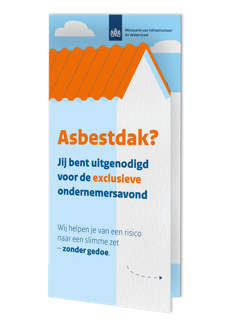 Ministerie van Infrastructuur
en Waterstaat
Asbestdak?
Jij bent uitgenodigd
voor de exclusieve
ondernemersavond
Wij helpen je van een risico
naar een slimme zet
– zonder gedoe.